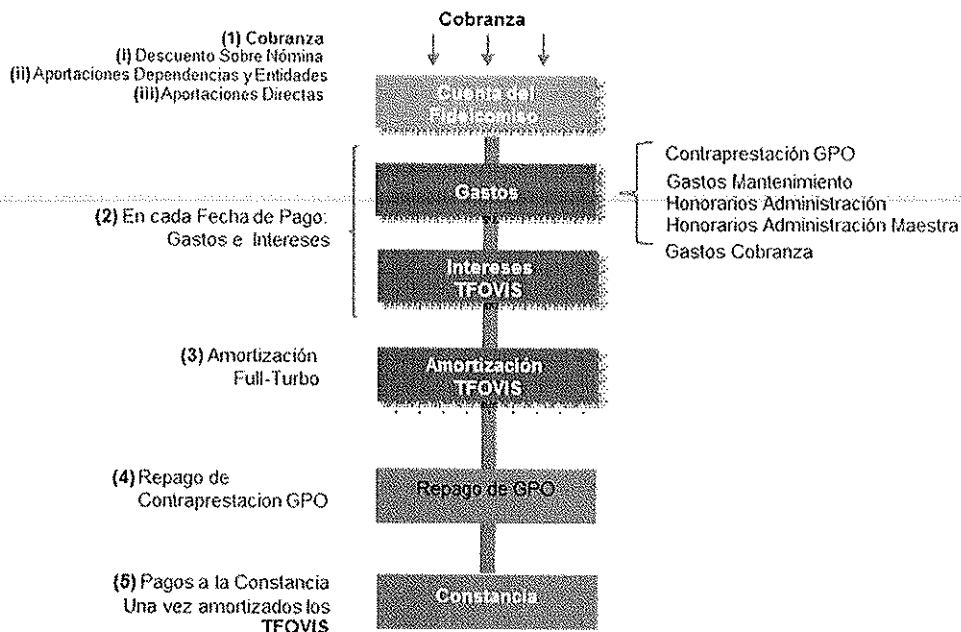 Cobranza
(1) Cobranza
(i) Descuento Sobre Nómina
(ii) Aportaciones Dependencias y Entidades
(iii) Aportaciones Directas
Cuenta del
Fideicomiso
Gastos
Contraprestación GPO
Gastos Mantenimiento
Honorarios Administración
Honorarios Administración Maestra
Gastos Cobranza
(2) En cada Fecha de Pago:
Gastos e Intereses
Intereses
TFOVIS
(3) Amortización
Full-Turbo
Amortización
TFOVIS
(4) Repago de
Contraprestacion GPO
Repago de GPO
(5) Pagos a la Constancia
Una vez amortizados los
TFOVIS
Constancia